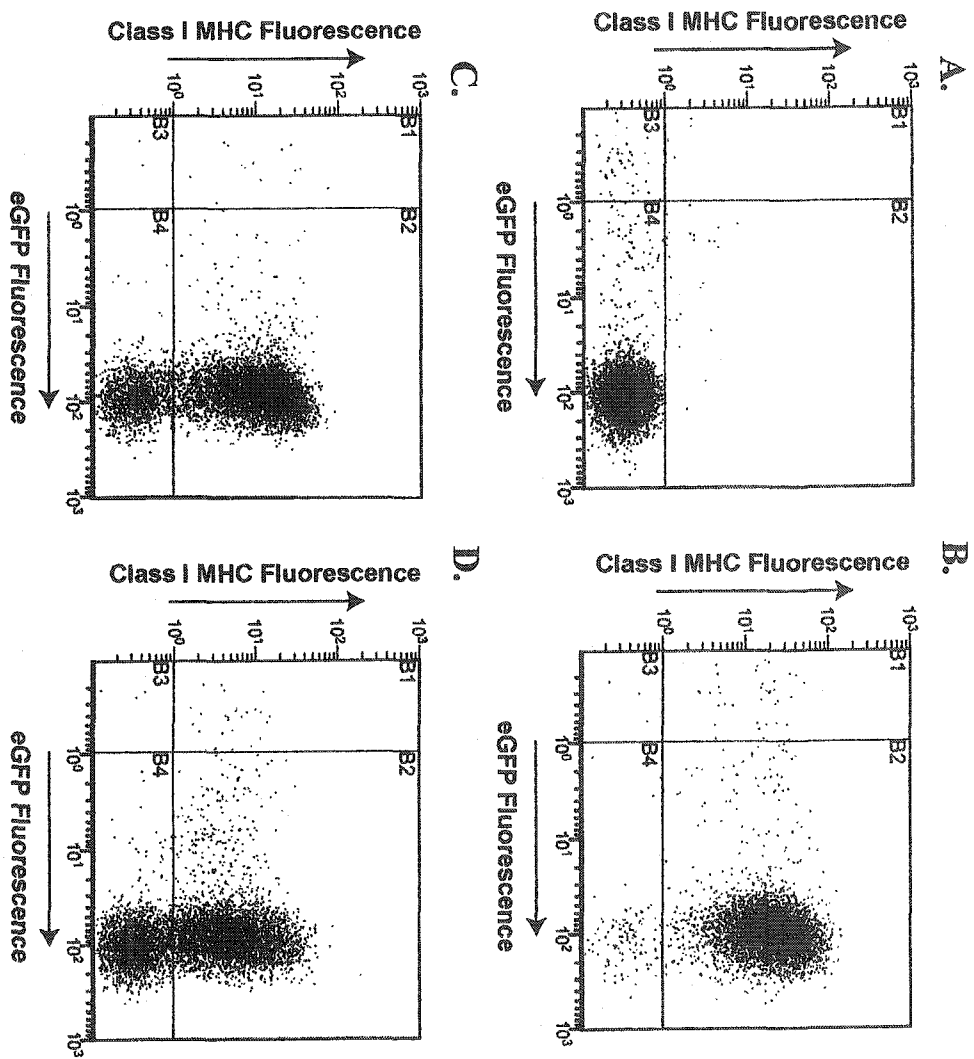 A.
Class I MHC Fluorescence
10³
10²
10¹
10⁰
B1
B2
B3
B4
10⁰
10¹
10²
10³
eGFP Fluorescence
B.
Class I MHC Fluorescence
10³
10²
10¹
10⁰
B1
B2
B3
B4
10⁰
10¹
10²
10³
eGFP Fluorescence
C.
Class I MHC Fluorescence
10³
10²
10¹
10⁰
B1
B2
B3
B4
10⁰
10¹
10²
10³
eGFP Fluorescence
D.
Class I MHC Fluorescence
10³
10²
10¹
10⁰
B1
B2
B3
B4
10⁰
10¹
10²
10³
eGFP Fluorescence